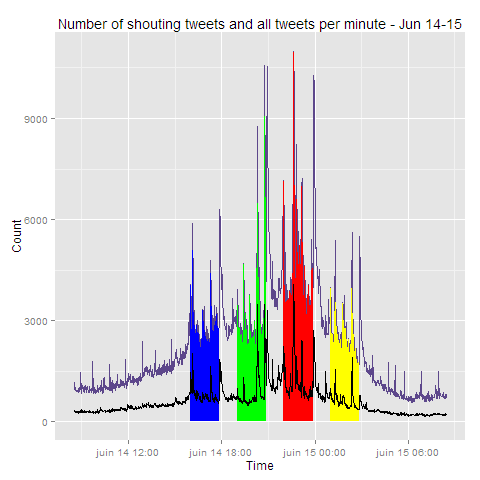 Number of shouting tweets and all tweets per minute - Jun 14-15
Count
9000
6000
3000
0
juin 14 12:00 juin 14 18:00 juin 15 00:00 juin 15 06:00
Time